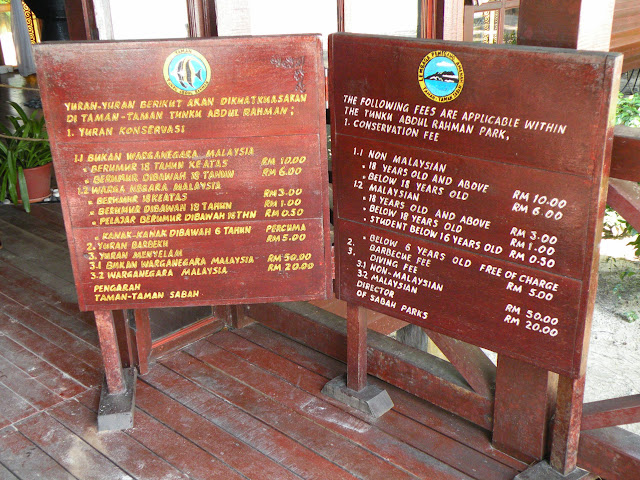 YURAN-YURAN BERIKUT AKAN DIKHATKHUASAKAN
DI TAMAN-TAMAN TUNKU ABDUL RAHMAN;
1. YURAN KONSERVASI
1.1 BUKAN WARGANEGARA MALAYSIA
• BERUMUR 18 TAHUN KEATAS RM 10.00
• BERUMUR DIBAWAH 18 TAHUN RM 6.00
1.2 WARGA NEGARA MALAYSIA
• BERUMUR 18 KEATAS RM 3.00
• BERUMUR DIBAWAH 18 TAHUN RM 1.00
• PELAJAR BERUMUR DIBAWAH 18 THN RM 0.50
• KANAK-KANAK DIBAWAH 6 TAHUN PERCUMA
2. YURAN BARBEKU RM 5.00
3. YURAN MENYELAM
3.1 BUKAN WARGANEGARA MALAYSIA RM 50.00
3.2 WARGANEGARA MALAYSIA RM 20.00
PENGARAH
TAMAN-TAMAN SABAH
THE FOLLOWING FEES ARE APPLICABLE WITHIN
THE TUNKU ABDUL RAHMAN PARK,
1. CONSERVATION FEE
1.1 NON MALAYSIAN
• 18 YEARS OLD AND ABOVE RM 10.00
• BELOW 18 YEARS OLD RM 6.00
1.2 MALAYSIAN
• 18 YEARS OLD AND ABOVE RM 3.00
• BELOW 18 YEARS OLD RM 1.00
• STUDENT BELOW 16 YEARS OLD RM 0.50
• BELOW 6 YEARS OLD FREE OF CHARGE
2. BARBECUE FEE RM 5.00
3. DIVING FEE
3.1 NON-MALAYSIAN RM 50.00
3.2 MALAYSIAN RM 20.00
DIRECTOR
OF SABAH PARKS